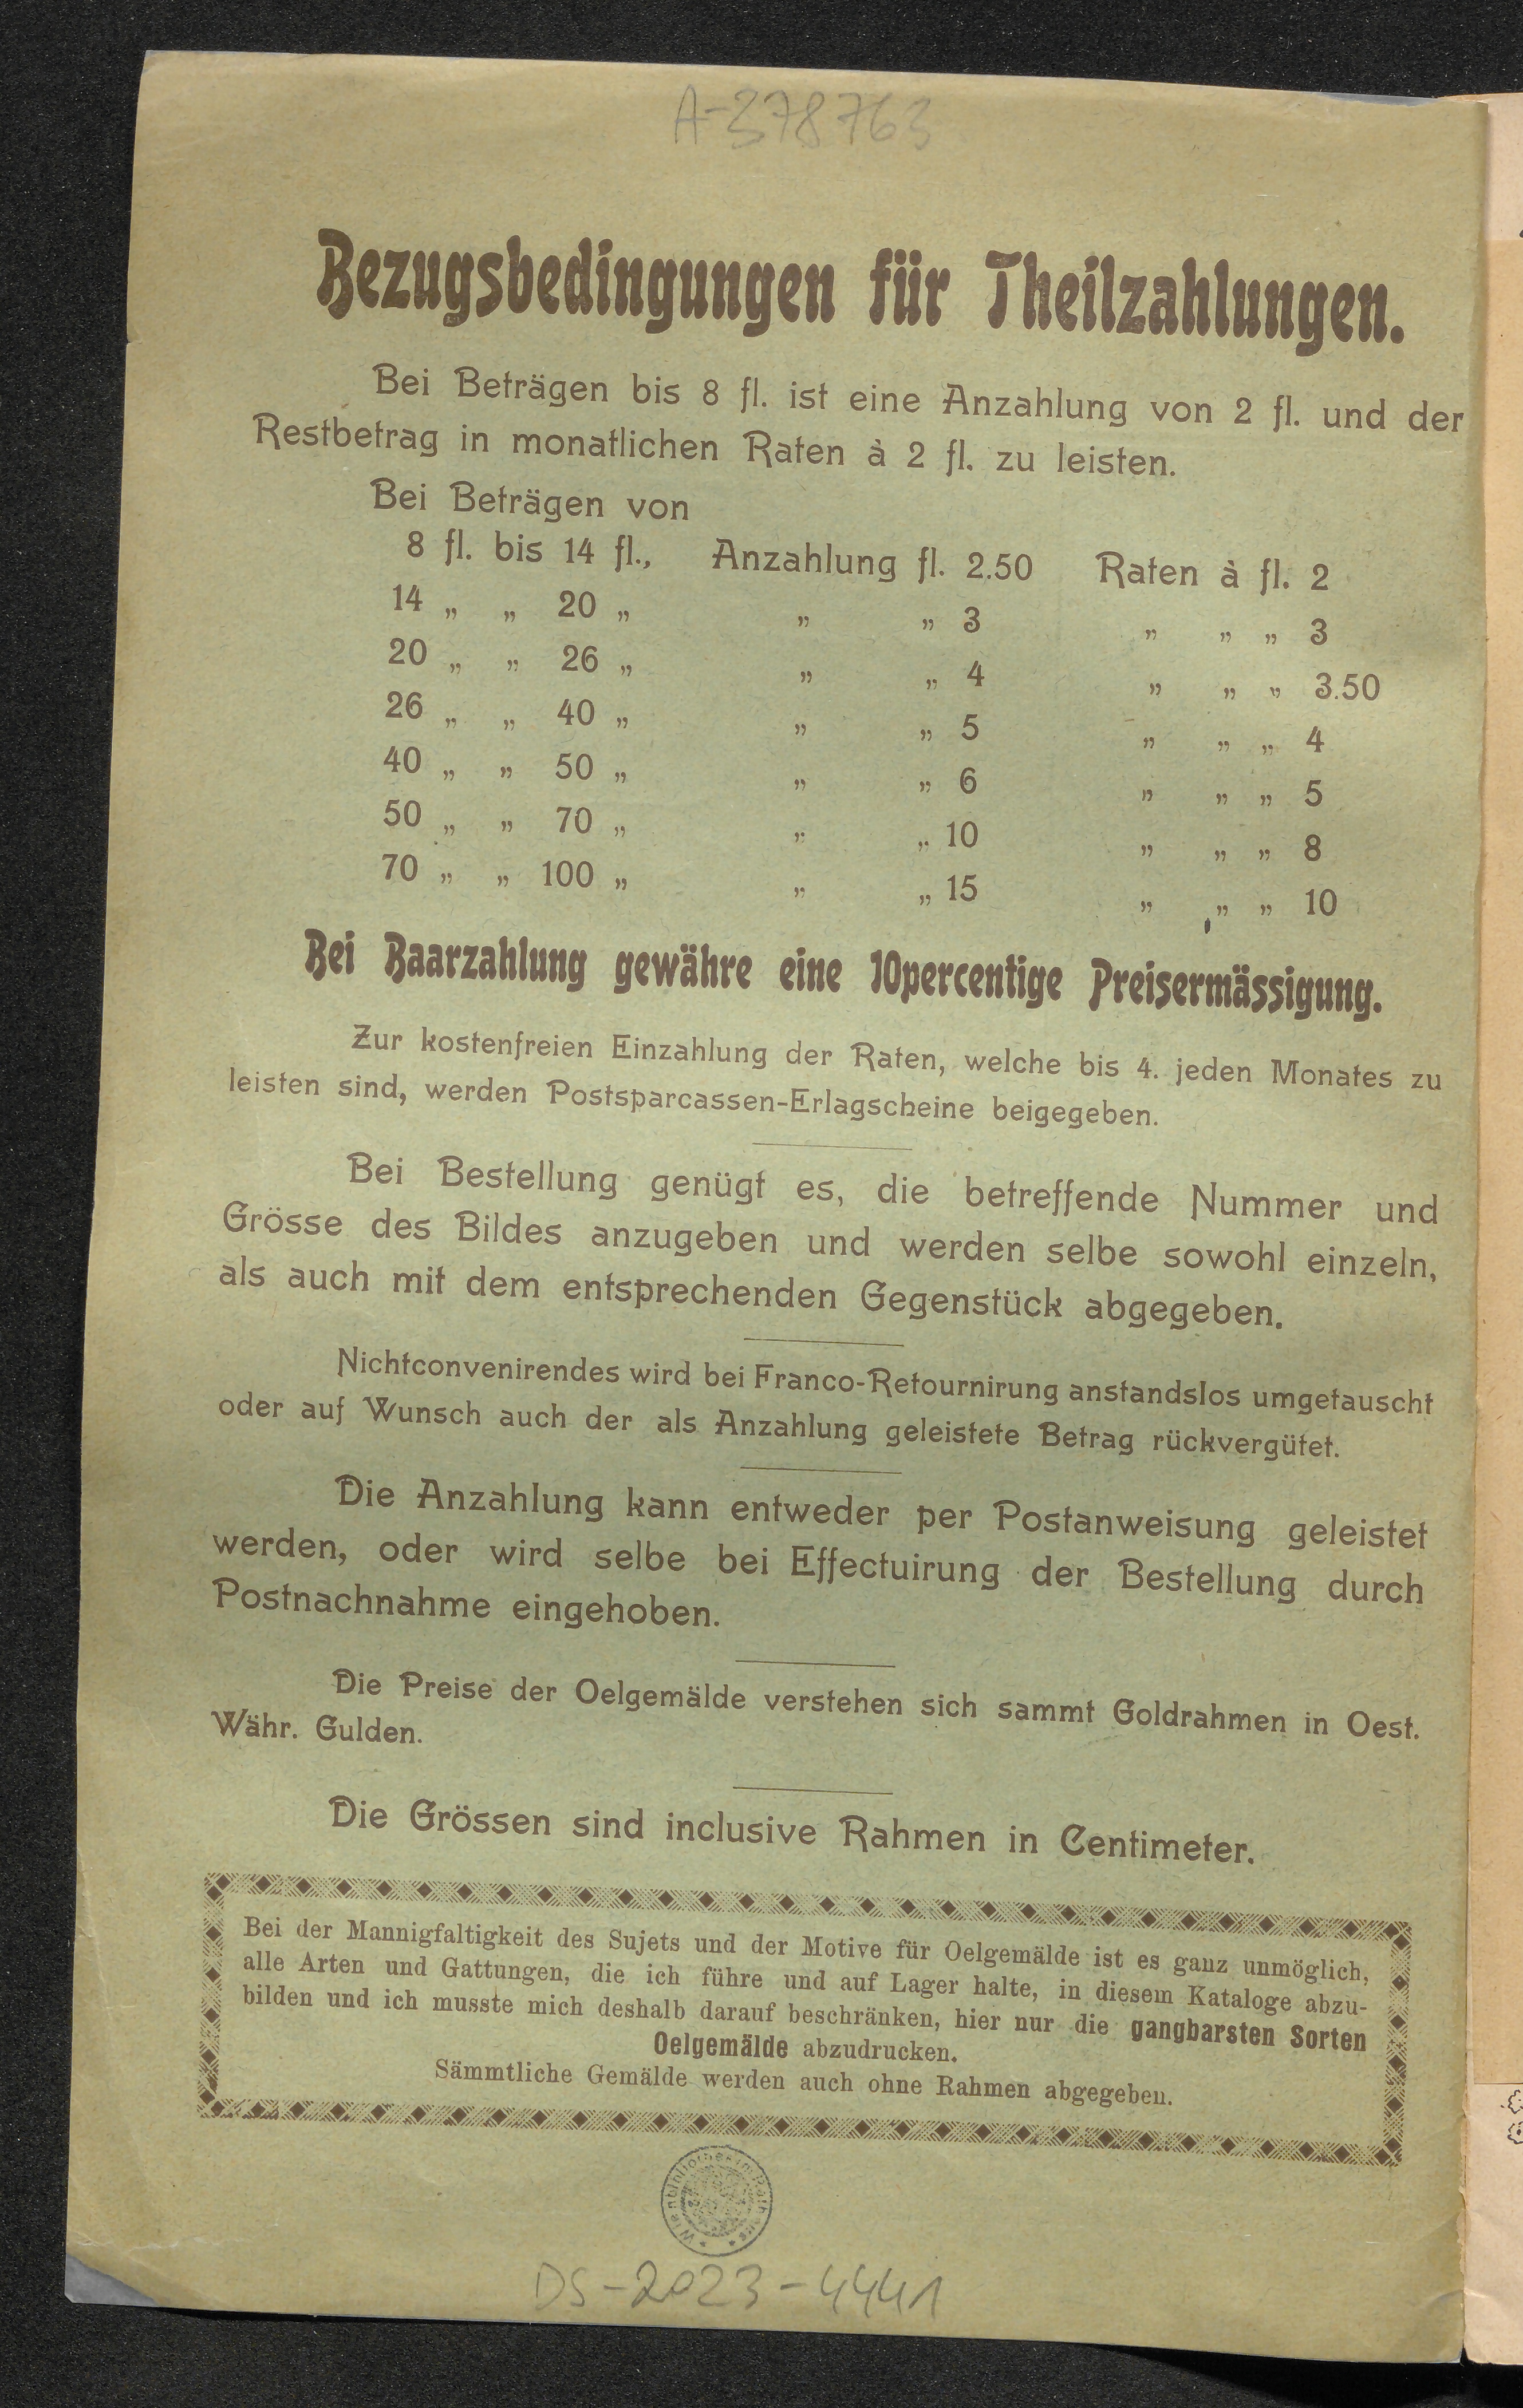 A-378763
Bezugsbedingungen für Theilzahlungen.
Bei Beträgen bis 8 fl. ist eine Anzahlung von 2 fl. und der
Restbetrag in monatlichen Raten à 2 fl. zu leisten.
Bei Beträgen von
8 fl. bis 14 fl., Anzahlung fl. 2.50 Raten à fl. 2
14 „ „ 20 „ „ „ 3 „ „ „ 3
20 „ „ 26 „ „ „ 4 „ „ „ 3.50
26 „ „ 40 „ „ „ 5 „ „ „ 4
40 „ „ 50 „ „ „ 6 „ „ „ 5
50 „ „ 70 „ „ „ 10 „ „ „ 8
70 „ „ 100 „ „ „ 15 „ „ „ 10
Bei Baarzahlung gewähre eine 10percentige Preisermässigung.
Zur kostenfreien Einzahlung der Raten, welche bis 4. jeden Monates zu
leisten sind, werden Postsparcassen-Erlagscheine beigegeben.
Bei Bestellung genügt es, die betreffende Nummer und
Grösse des Bildes anzugeben und werden selbe sowohl einzeln,
als auch mit dem entsprechenden Gegenstück abgegeben.
Nichtconvenirendes wird bei Franco-Retournirung anstandslos umgetauscht
oder auf Wunsch auch der als Anzahlung geleistete Betrag rückvergütet.
Die Anzahlung kann entweder per Postanweisung geleistet
werden, oder wird selbe bei Effectuirung der Bestellung durch
Postnachnahme eingehoben.
Die Preise der Oelgemälde verstehen sich sammt Goldrahmen in Oest.
Währ. Gulden.
Die Grössen sind inclusive Rahmen in Centimeter.
Bei der Mannigfaltigkeit des Sujets und der Motive für Oelgemälde ist es ganz unmöglich,
alle Arten und Gattungen, die ich führe und auf Lager halte, in diesem Kataloge abzu-
bilden und ich musste mich deshalb darauf beschränken, hier nur die gangbarsten Sorten
Oelgemälde abzudrucken.
Sämmtliche Gemälde werden auch ohne Rahmen abgegeben.
Wienbibliothek im Rathaus
DS-2023-4441